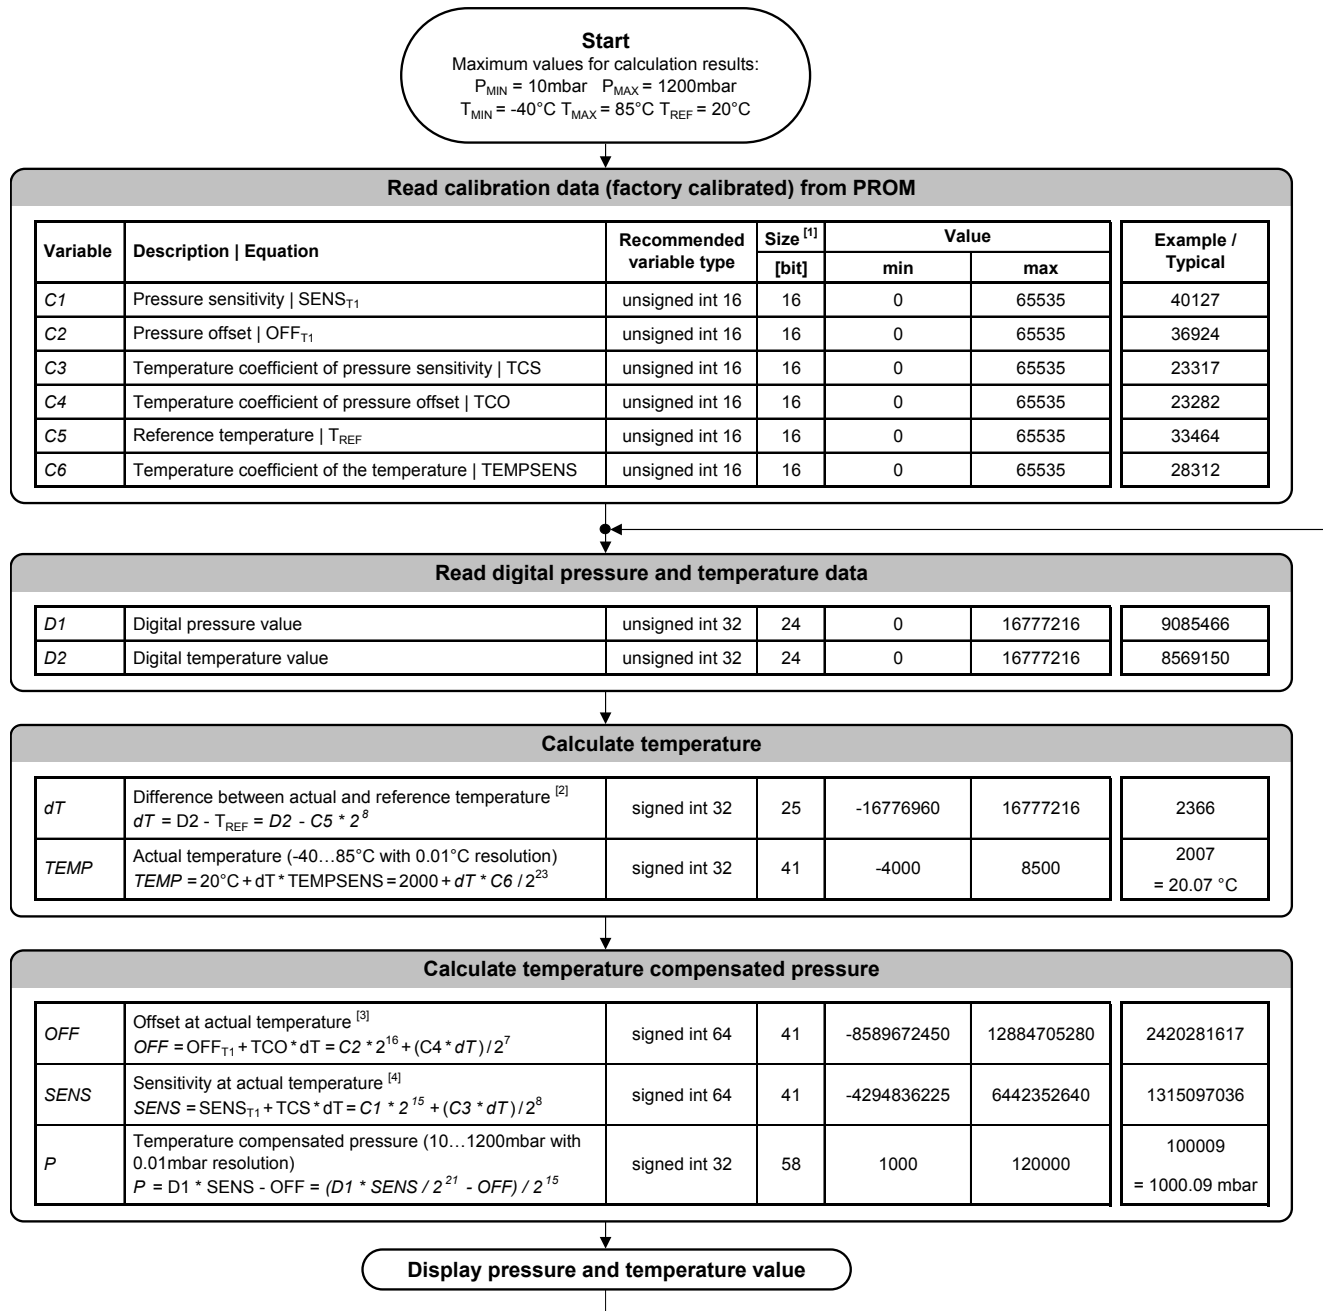 Start
Maximum values for calculation results:
P_MIN = 10mbar P_MAX = 1200mbar
T_MIN = -40°C T_MAX = 85°C T_REF = 20°C
Read calibration data (factory calibrated) from PROM
Variable Description | Equation Recommended variable type Size [1] [bit] Value min max Example / Typical
C1 Pressure sensitivity | SENS_T1 unsigned int 16 16 0 65535 40127
C2 Pressure offset | OFF_T1 unsigned int 16 16 0 65535 36924
C3 Temperature coefficient of pressure sensitivity | TCS unsigned int 16 16 0 65535 23317
C4 Temperature coefficient of pressure offset | TCO unsigned int 16 16 0 65535 23282
C5 Reference temperature | T_REF unsigned int 16 16 0 65535 33464
C6 Temperature coefficient of the temperature | TEMPSENS unsigned int 16 16 0 65535 28312
Read digital pressure and temperature data
D1 Digital pressure value unsigned int 32 24 0 16777216 9085466
D2 Digital temperature value unsigned int 32 24 0 16777216 8569150
Calculate temperature
Difference between actual and reference temperature [2]
dT signed int 32 25 -16776960 16777216 2366
dT = D2 - T_REF = D2 - C5 * 2^8
Actual temperature (-40…85°C with 0.01°C resolution) 2007
TEMP signed int 32 41 -4000 8500
TEMP = 20°C + dT * TEMPSENS = 2000 + dT * C6 / 2^23 = 20.07 °C
Calculate temperature compensated pressure
Offset at actual temperature [3]
OFF signed int 64 41 -8589672450 12884705280 2420281617
OFF = OFF_T1 + TCO * dT = C2 * 2^16 + (C4 * dT) / 2^7
Sensitivity at actual temperature [4]
SENS signed int 64 41 -4294836225 6442352640 1315097036
SENS = SENS_T1 + TCS * dT = C1 * 2^15 + (C3 * dT) / 2^8
Temperature compensated pressure (10…1200mbar with 100009
P 0.01mbar resolution) signed int 32 58 1000 120000
P = D1 * SENS - OFF = (D1 * SENS / 2^21 - OFF) / 2^15 = 1000.09 mbar
Display pressure and temperature value